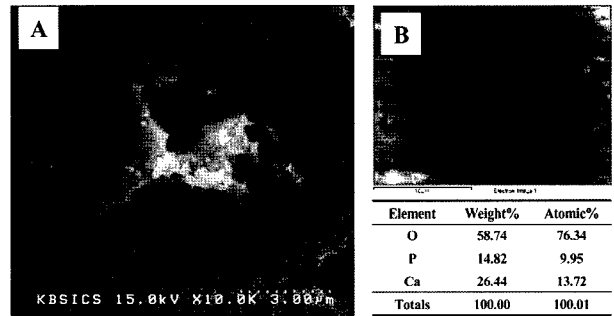 A
B
KBSICS 15.0kV X10.0K 3.00μm
Electron Image 1
Element Weight% Atomic%
O 58.74 76.34
P 14.82 9.95
Ca 26.44 13.72
Totals 100.00 100.01